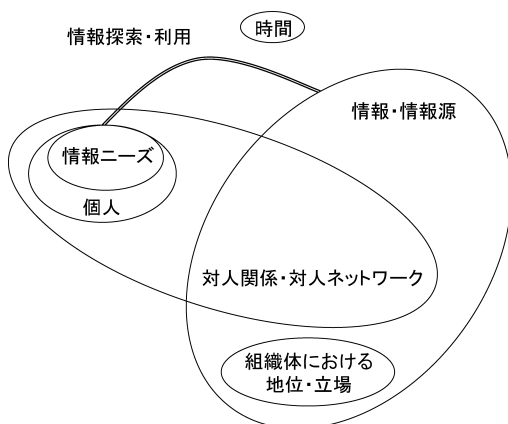 時間
情報探索・利用
情報・情報源
情報ニーズ
個人
対人関係・対人ネットワーク
組織体における
地位・立場